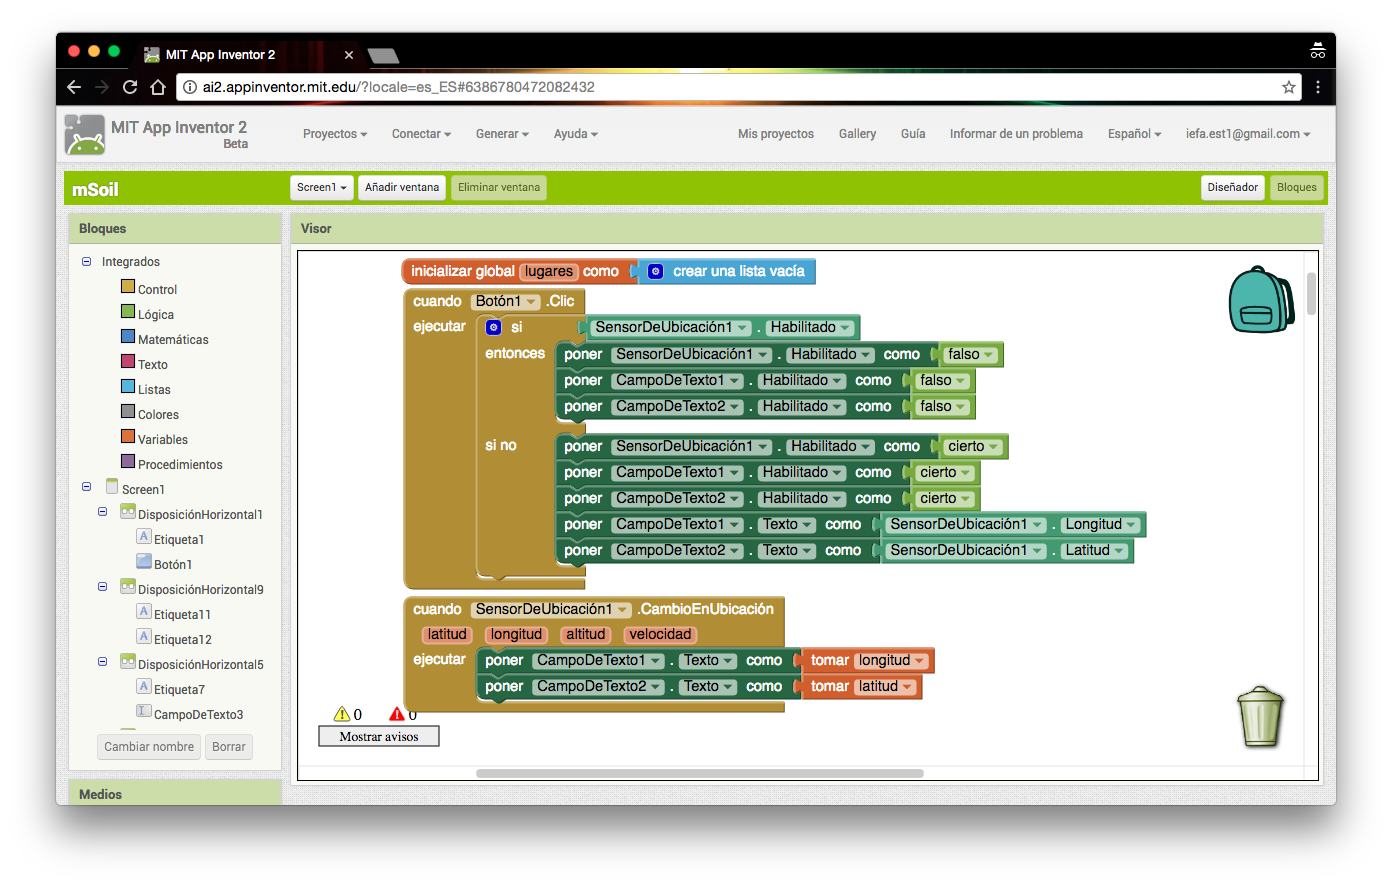 MIT App Inventor 2
ai2.appinventor.mit.edu/?locale=es_ES#6386780472082432
MIT App Inventor 2
Beta
Proyectos
Conectar
Generar
Ayuda
Mis proyectos
Gallery
Guía
Informar de un problema
Español
iefa.est1@gmail.com
mSoil
Screen1
Añadir ventana
Eliminar ventana
Diseñador
Bloques
Bloques
Integrados
Control
Lógica
Matemáticas
Texto
Listas
Colores
Variables
Procedimientos
Screen1
DisposiciónHorizontal1
Etiqueta1
Botón1
DisposiciónHorizontal9
Etiqueta11
Etiqueta12
DisposiciónHorizontal5
Etiqueta7
CampoDeTexto3
Cambiar nombre
Borrar
Medios
Visor
inicializar global lugares como crear una lista vacía
cuando Botón1 .Clic
ejecutar si SensorDeUbicación1 . Habilitado
entonces poner SensorDeUbicación1 . Habilitado como falso
poner CampoDeTexto1 . Habilitado como falso
poner CampoDeTexto2 . Habilitado como falso
si no poner SensorDeUbicación1 . Habilitado como cierto
poner CampoDeTexto1 . Habilitado como cierto
poner CampoDeTexto2 . Habilitado como cierto
poner CampoDeTexto1 . Texto como SensorDeUbicación1 . Longitud
poner CampoDeTexto2 . Texto como SensorDeUbicación1 . Latitud
cuando SensorDeUbicación1 .CambioEnUbicación
latitud longitud altitud velocidad
ejecutar poner CampoDeTexto1 . Texto como tomar longitud
poner CampoDeTexto2 . Texto como tomar latitud
0 0
Mostrar avisos